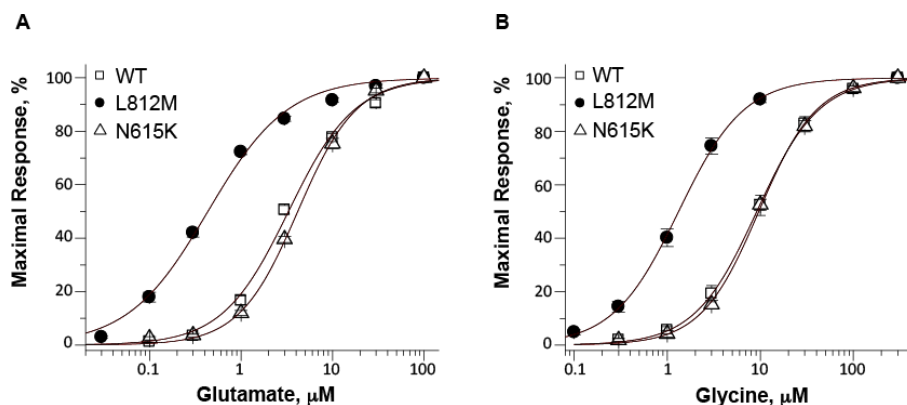 A
Maximal Response, %
100
80
60
40
20
0
WT
L812M
N615K
0.1
1
10
100
Glutamate, μM
B
Maximal Response, %
100
80
60
40
20
0
WT
L812M
N615K
0.1
1
10
100
Glycine, μM